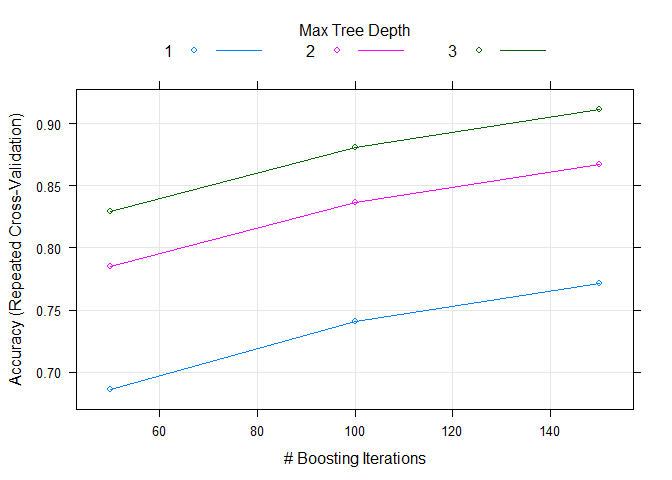 Max Tree Depth
1 2 3
Accuracy (Repeated Cross-Validation)
0.90
0.85
0.80
0.75
0.70
60 80 100 120 140
# Boosting Iterations